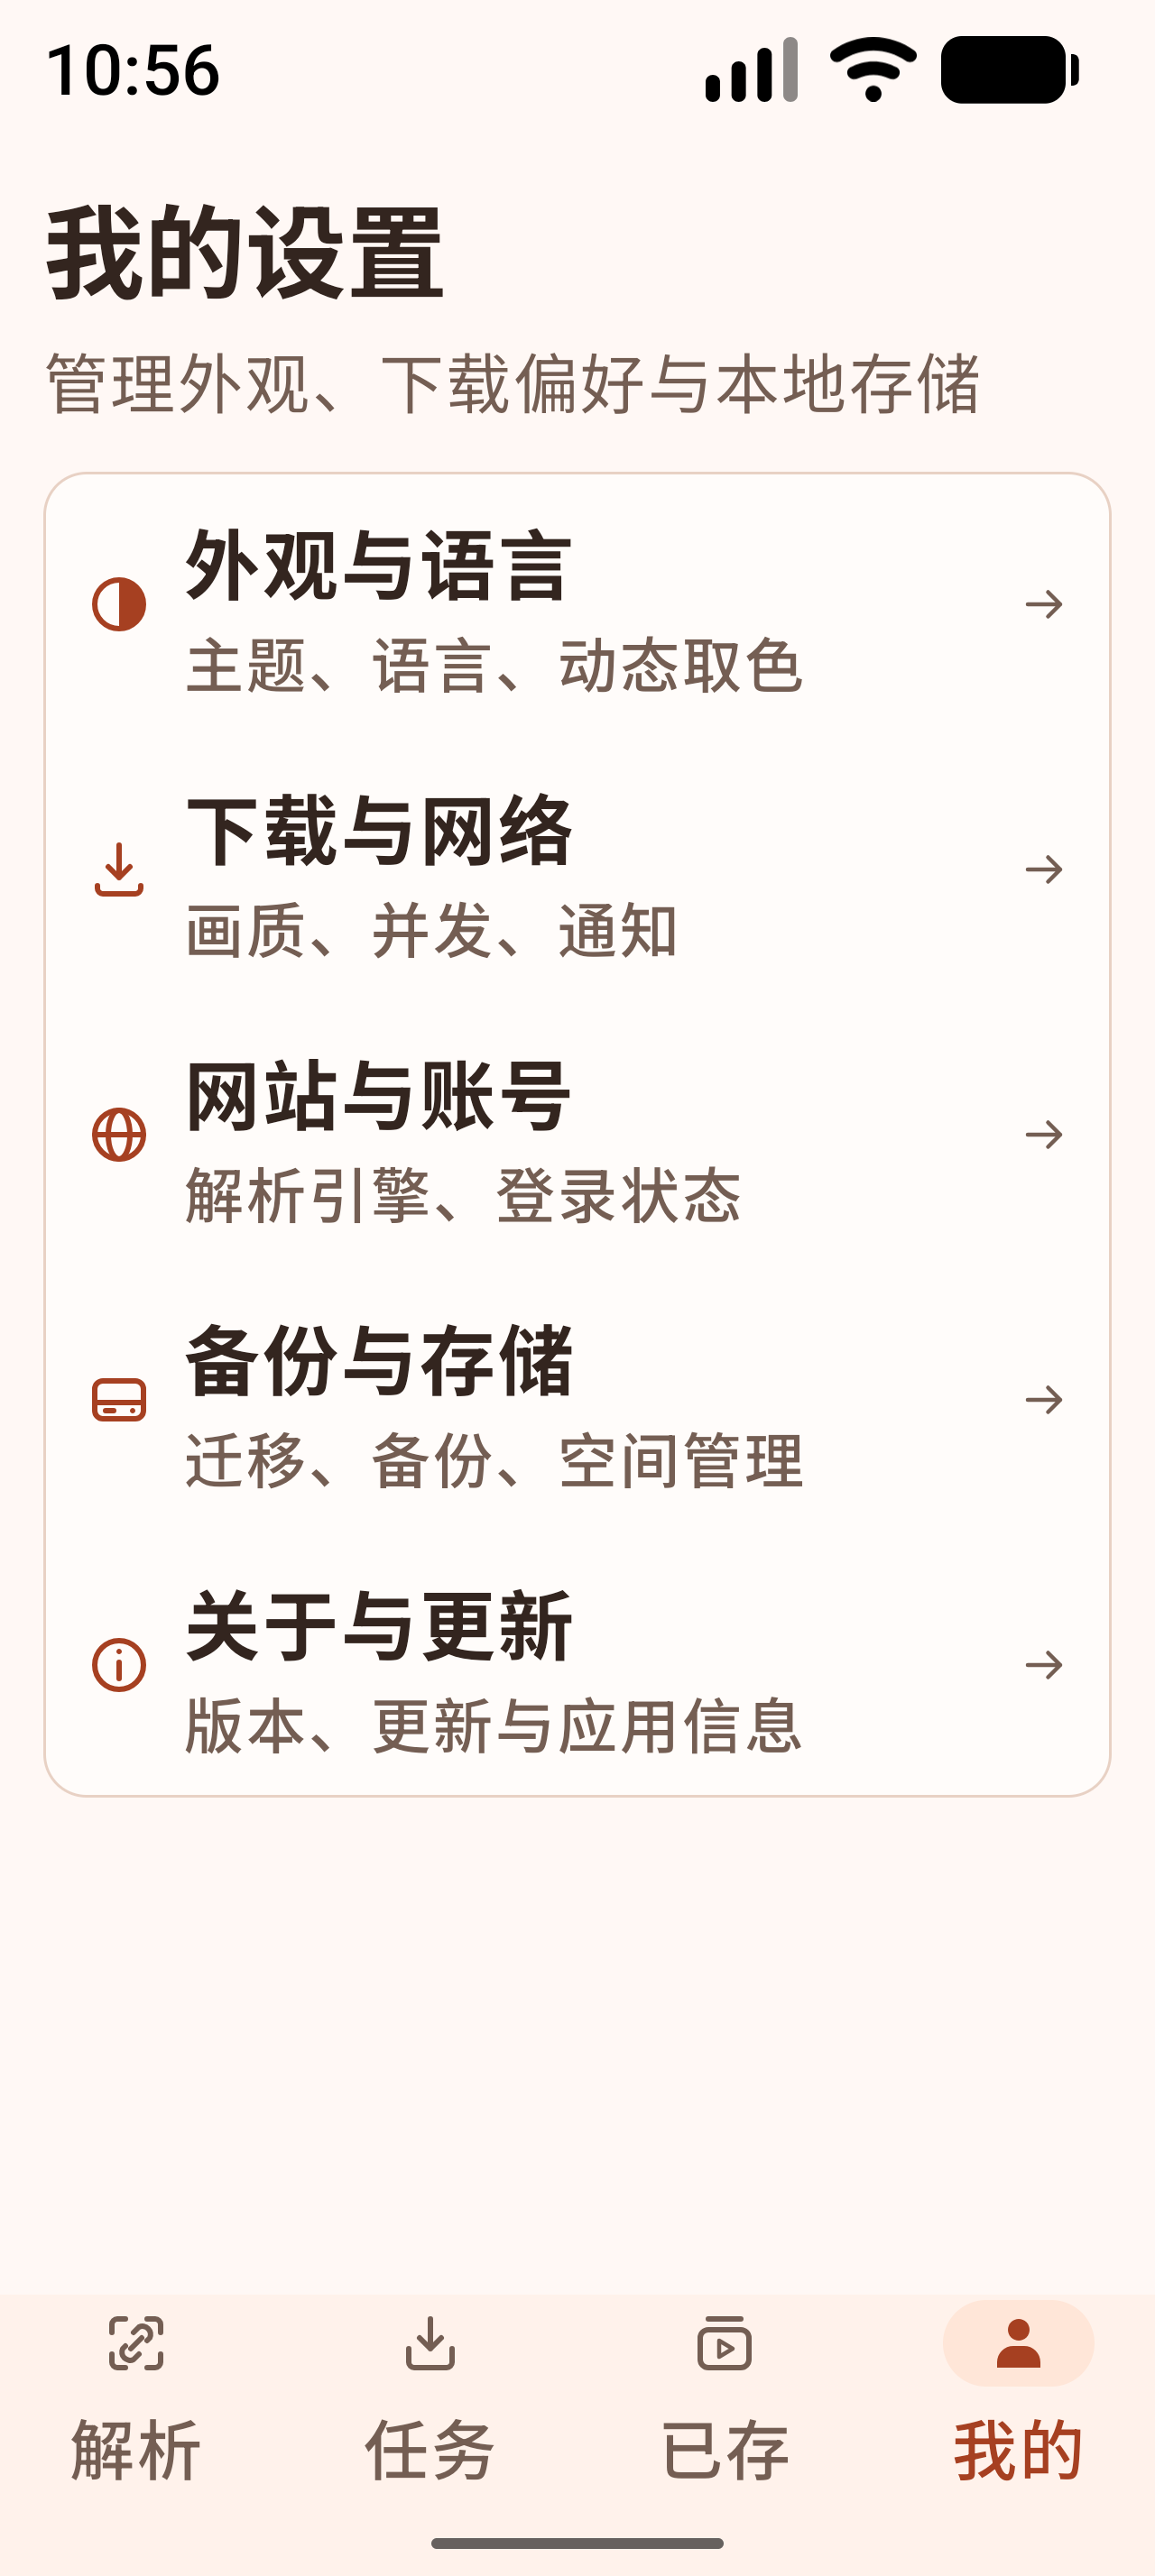 10:56
我的设置
管理外观、下载偏好与本地存储
外观与语言
主题、语言、动态取色
下载与网络
画质、并发、通知
网站与账号
解析引擎、登录状态
备份与存储
迁移、备份、空间管理
关于与更新
版本、更新与应用信息
解析
任务
已存
我的